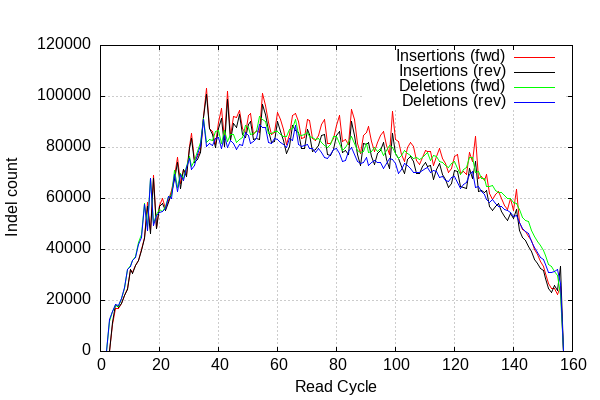 120000
Insertions (fwd)
Insertions (rev)
100000
Deletions (fwd)
Deletions (rev)
80000
Indel count
60000
40000
20000
0
0 20 40 60 80 100 120 140 160
Read Cycle